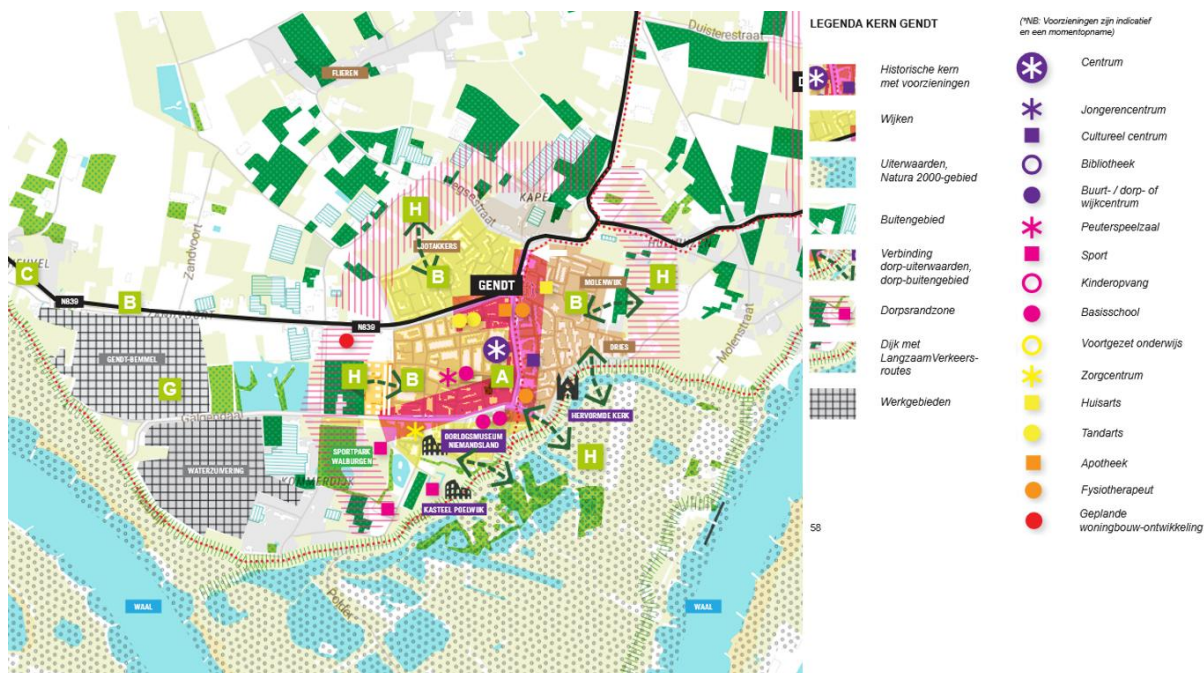 Duisterestraat
FLIEREN
D
Zandvoort
H
KAPEL
H
B
GENDT
MOLENWIJK
B
C
N839
B
N839
DRIES
Molenstraat
GENDT-BEMMEL
G
H
B
A
HERVORMDE KERK
OORLOGSMUSEUM
NIEMANDSLAND
SPORTPARK
WALBURGEN
H
WATERZUIVERING
KOMMERDIJK
KASTEEL POELWIJK
WAAL
Polder
WAAL
LEGENDA KERN GENDT
Historische kern
met voorzieningen
Wijken
Uiterwaarden,
Natura 2000-gebied
Buitengebied
Verbinding
dorp-uiterwaarden,
dorp-buitengebied
Dorpsrandzone
Dijk met
LangzaamVerkeers-
routes
Werkgebieden
58
(*NB: Voorzieningen zijn indicatief
en een momentopname)
Centrum
Jongerencentrum
Cultureel centrum
Bibliotheek
Buurt- / dorp- of
wijkcentrum
Peuterspeelzaal
Sport
Kinderopvang
Basisschool
Voortgezet onderwijs
Zorgcentrum
Huisarts
Tandarts
Apotheek
Fysiotherapeut
Geplande
woningbouw-ontwikkeling